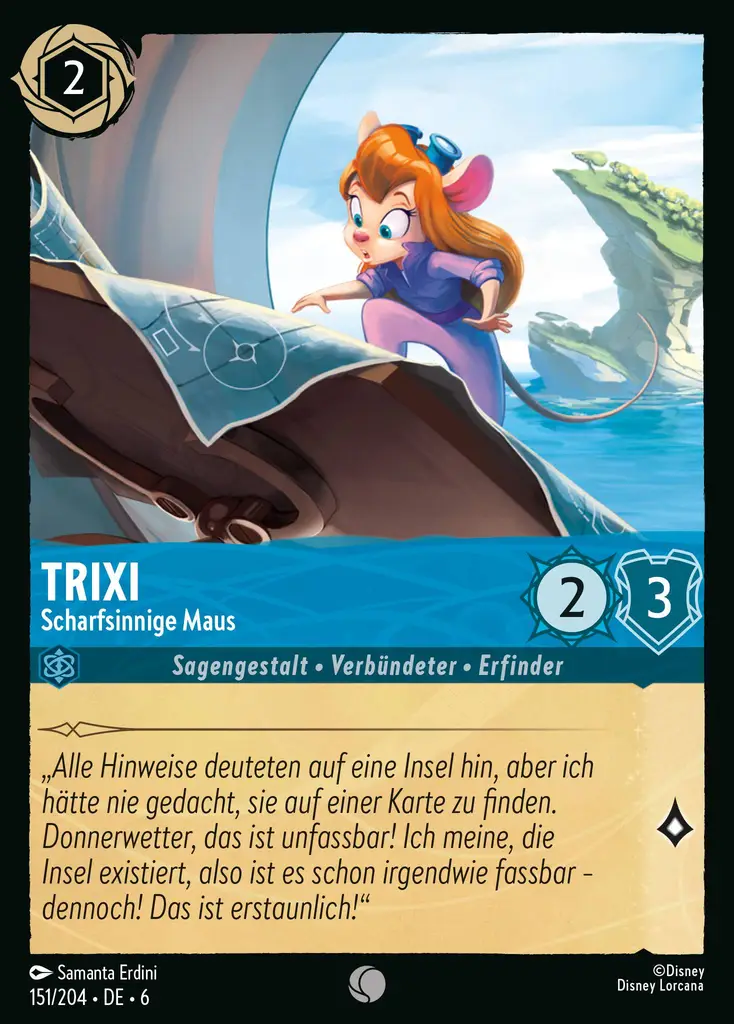 2
TRIXI
Scharfsinnige Maus
2
3
Sagengestalt • Verbündeter • Erfinder
„Alle Hinweise deuteten auf eine Insel hin, aber ich
hätte nie gedacht, sie auf einer Karte zu finden.
Donnerwetter, das ist unfassbar! Ich meine, die
Insel existiert, also ist es schon irgendwie fassbar –
dennoch! Das ist erstaunlich!“
Samanta Erdini
151/204 • DE • 6
©Disney
Disney Lorcana